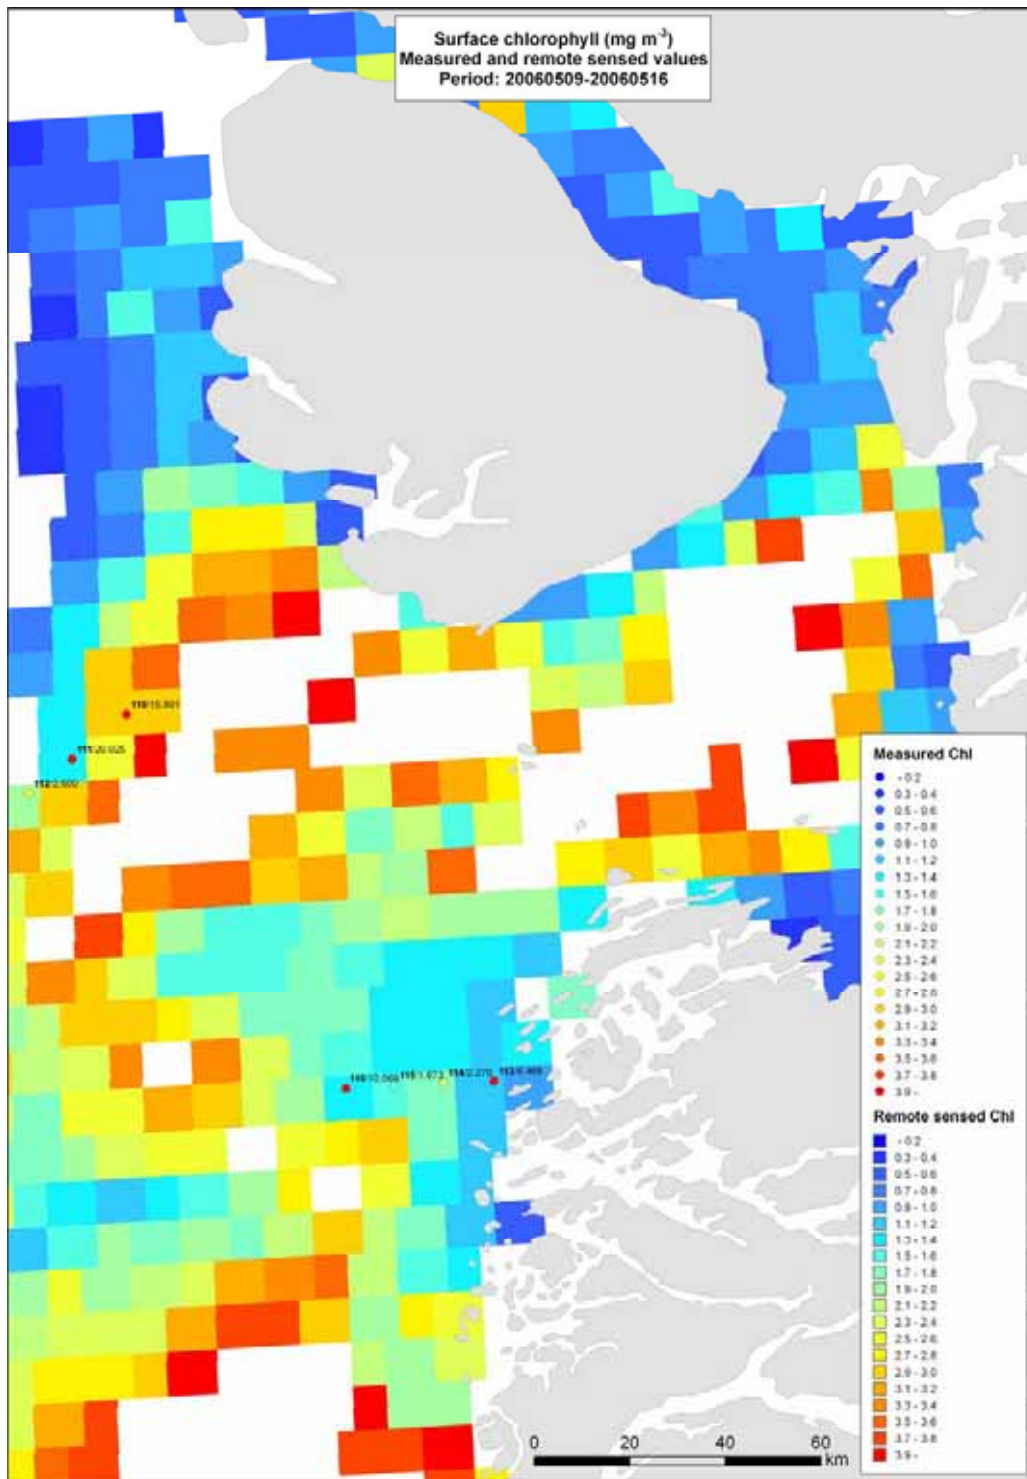 Surface chlorophyll (mg m⁻³)
Measured and remote sensed values
Period: 20060509-20060516
Measured Chl
0.3 - 0.4
0.5 - 0.6
0.7 - 0.8
0.9 - 1.0
1.1 - 1.2
1.3 - 1.4
1.5 - 1.6
1.7 - 1.8
1.9 - 2.0
2.1 - 2.2
2.3 - 2.4
2.5 - 2.6
2.7 - 2.8
2.9 - 3.0
3.1 - 3.2
3.3 - 3.4
3.5 - 3.6
3.7 - 3.8
3.9 -
Remote sensed Chl
0.3 - 0.4
0.5 - 0.6
0.7 - 0.8
0.9 - 1.0
1.1 - 1.2
1.3 - 1.4
1.5 - 1.6
1.7 - 1.8
1.9 - 2.0
2.1 - 2.2
2.3 - 2.4
2.5 - 2.6
2.7 - 2.8
2.9 - 3.0
3.1 - 3.2
3.3 - 3.4
3.5 - 3.6
3.7 - 3.8
3.9 -
0 20 40 60
km